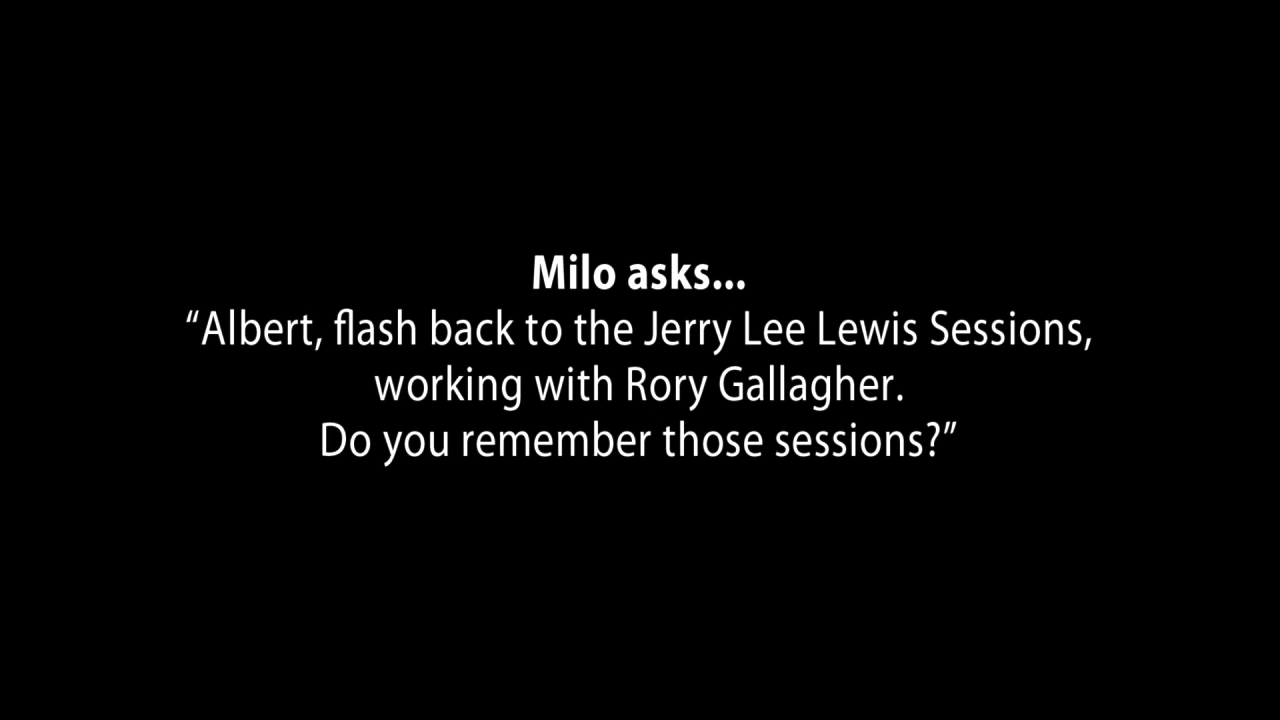 Milo asks...
“Albert, flash back to the Jerry Lee Lewis Sessions,
working with Rory Gallagher.
Do you remember those sessions?”